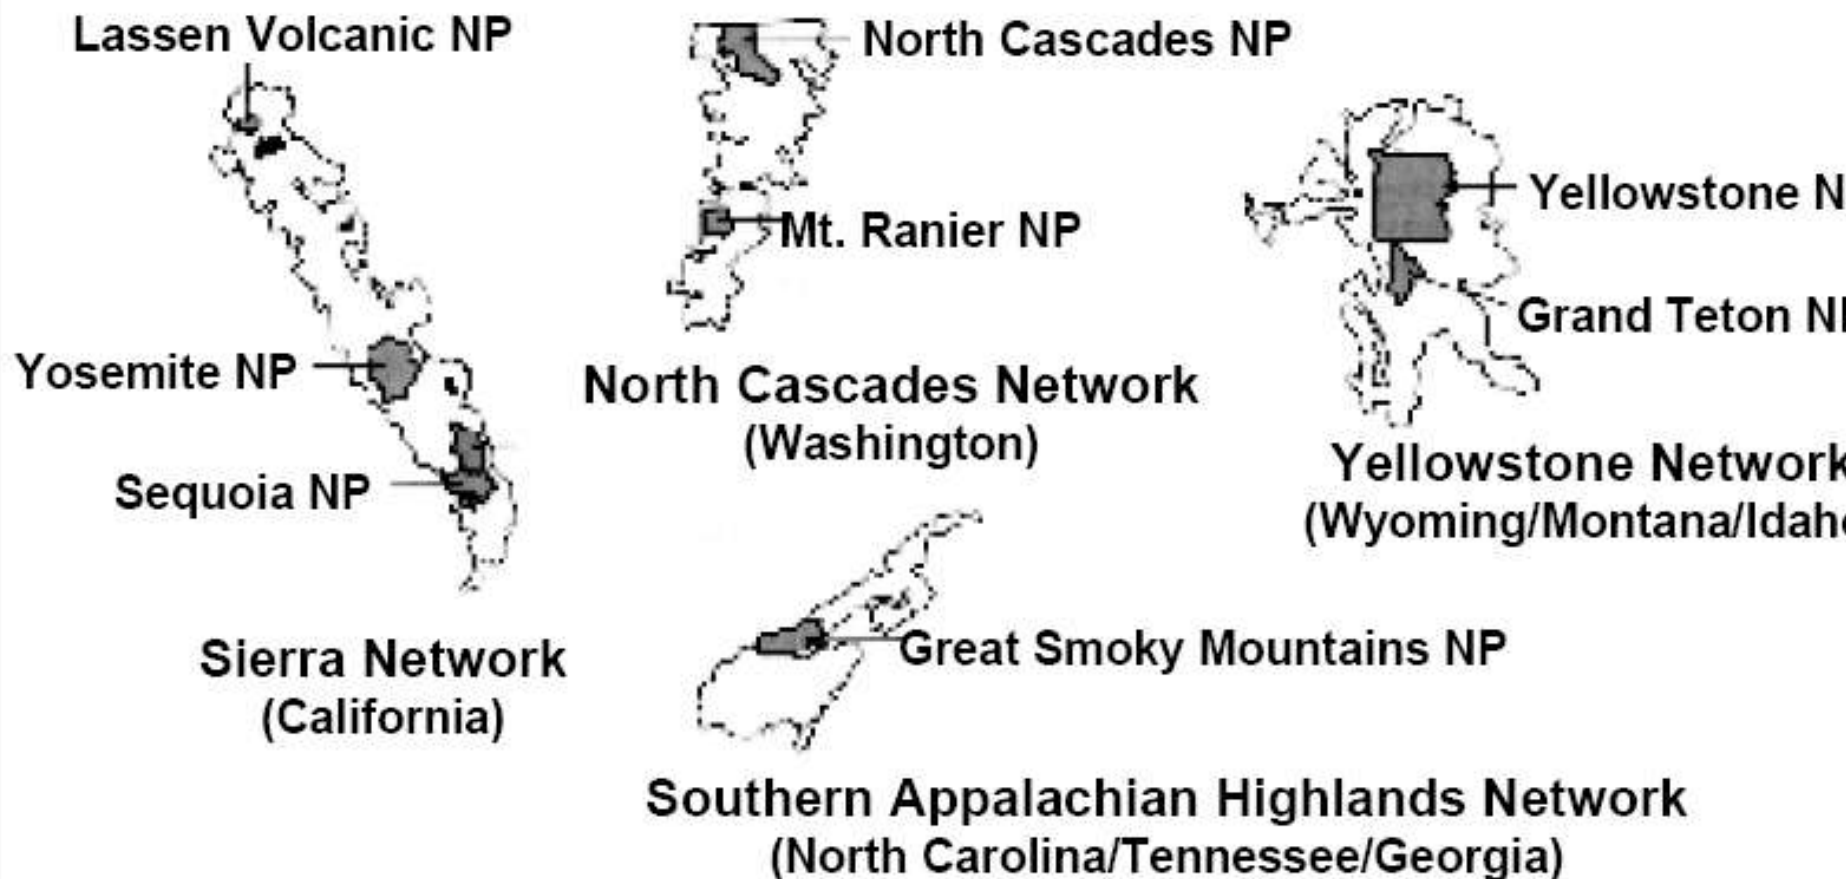 Lassen Volcanic NP
North Cascades NP
Yellowstone N
Mt. Ranier NP
Grand Teton N
Yosemite NP
North Cascades Network
(Washington)
Yellowstone Network
(Wyoming/Montana/Idaho
Sequoia NP
Great Smoky Mountains NP
Sierra Network
(California)
Southern Appalachian Highlands Network
(North Carolina/Tennessee/Georgia)